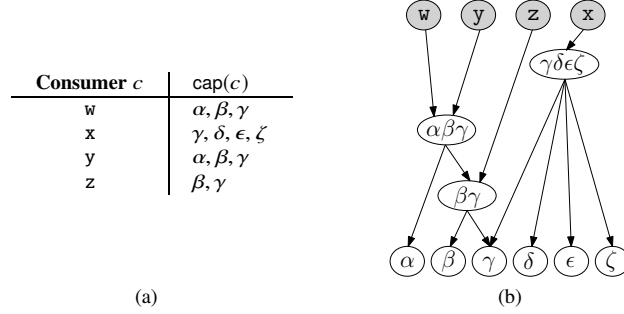 Consumer c cap(c)
w α, β, γ
x γ, δ, ϵ, ζ
y α, β, γ
z β, γ
(a)
w y z x
γδϵζ
αβγ
βγ
α β γ δ ϵ ζ
(b)